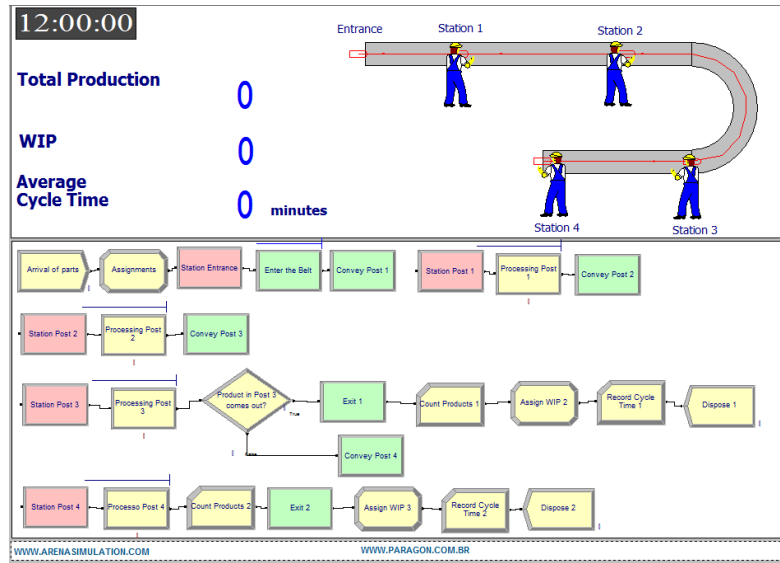 12:00:00
Entrance
Station 1
Station 2
Total Production
0
WIP
0
Average
Cycle Time
0
minutes
Station 4
Station 3
Arrival of parts
Assignments
Station Entrance
Enter the Belt
Convey Post 1
Station Post 1
Processing Post
1
Convey Post 2
Station Post 2
Processing Post
2
Convey Post 3
Station Post 3
Processing Post
3
Product in Post 3
comes out?
True
False
Exit 1
Count Products 1
Assign WIP 2
Record Cycle
Time 1
Dispose 1
Convey Post 4
Station Post 4
Processo Post 4
Count Products 2
Exit 2
Assign WIP 3
Record Cycle
Time 2
Dispose 2
WWW.ARENASIMULATION.COM
WWW.PARAGON.COM.BR